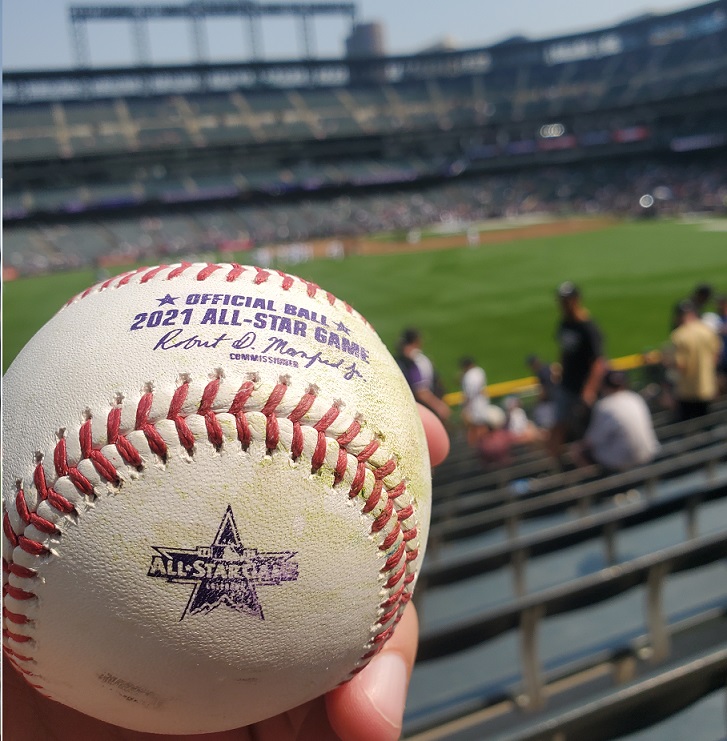 ★ OFFICIAL BALL ★
2021 ALL-STAR GAME
Robert D. Manfred Jr.
COMMISSIONER
ALL-STAR GAME